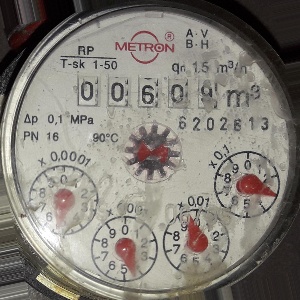 RP
METRON ®
A-V
B-H
T-sk 1-50
qn 1.5 m³/h
00609 m³
Δp 0,1 MPa
6202613
PN 16
90°C
x 0,0001
x 0,1
x 0,01